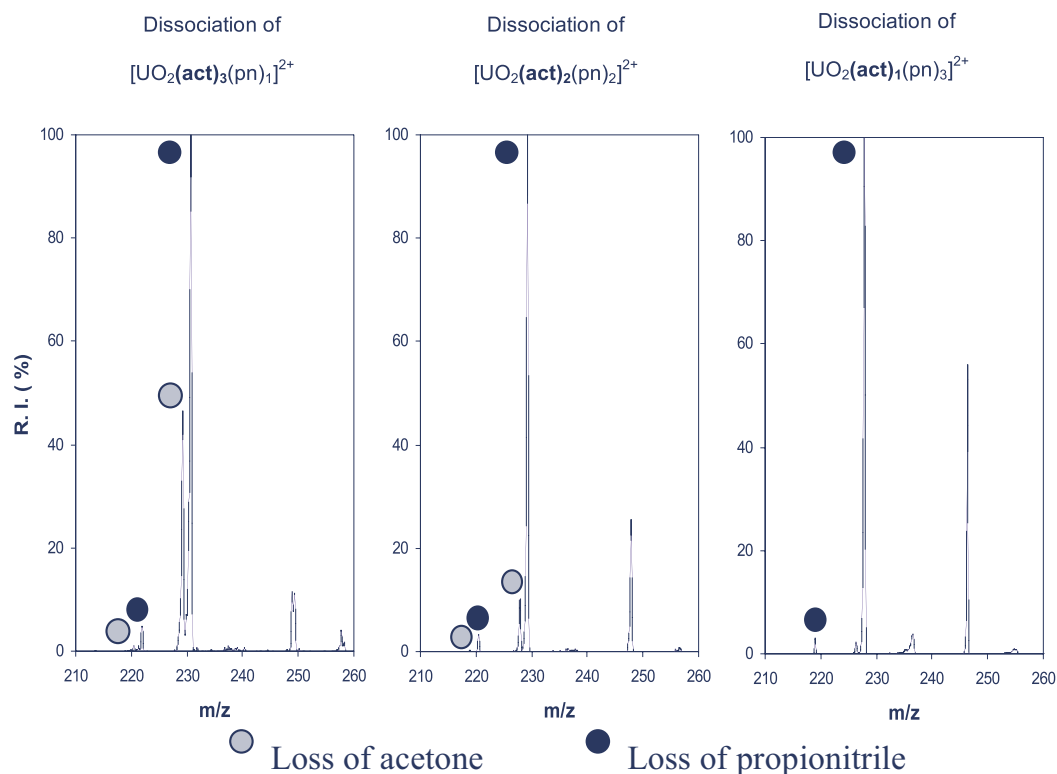 Dissociation of
[UO₂(act)₃(pn)₁]²⁺
Dissociation of
[UO₂(act)₂(pn)₂]²⁺
Dissociation of
[UO₂(act)₁(pn)₃]²⁺
R. I. ( %)
100
80
60
40
20
0
210 220 230 240 250 260
m/z
100
80
60
40
20
0
210 220 230 240 250 260
m/z
100
80
60
40
20
0
210 220 230 240 250 260
m/z
Loss of acetone
Loss of propionitrile